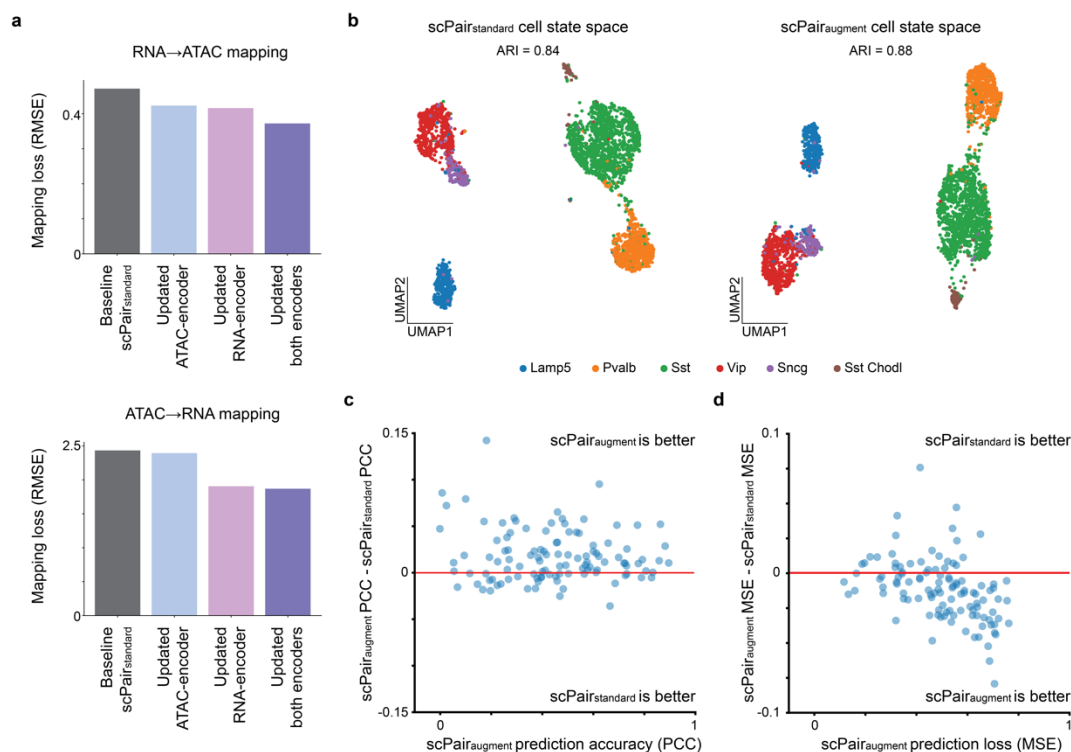 a
RNA→ATAC mapping
Mapping loss (RMSE)
0.4
0
Baseline
scPairstandard
Updated
ATAC-encoder
Updated
RNA-encoder
Updated
both encoders
ATAC→RNA mapping
Mapping loss (RMSE)
2.5
0
Baseline
scPairstandard
Updated
ATAC-encoder
Updated
RNA-encoder
Updated
both encoders
b
scPairstandard cell state space
ARI = 0.84
UMAP2
UMAP1
scPairaugment cell state space
ARI = 0.88
UMAP2
UMAP1
Lamp5
Pvalb
Sst
Vip
Sncg
Sst Chodl
c
scPairaugment PCC - scPairstandard PCC
0.15
0
-0.15
scPairaugment is better
scPairstandard is better
0
1
scPairaugment prediction accuracy (PCC)
d
scPairaugment MSE - scPairstandard MSE
0.1
0
-0.1
scPairstandard is better
scPairaugment is better
0
1
scPairaugment prediction loss (MSE)